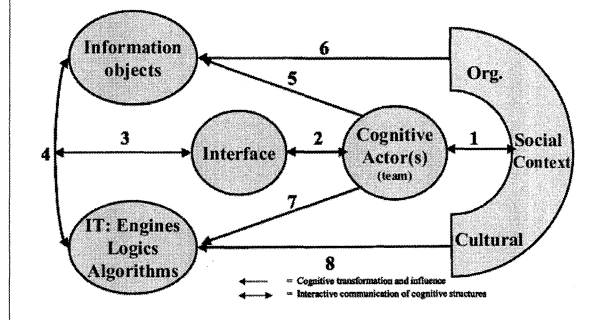 Information
objects
6
5
Org.
4
3
Interface
2
Cognitive
Actor(s)
(team)
1
Social
Context
7
IT: Engines
Logics
Algorithms
Cultural
8
= Cognitive transformation and influence
= Interactive communication of cognitive structures